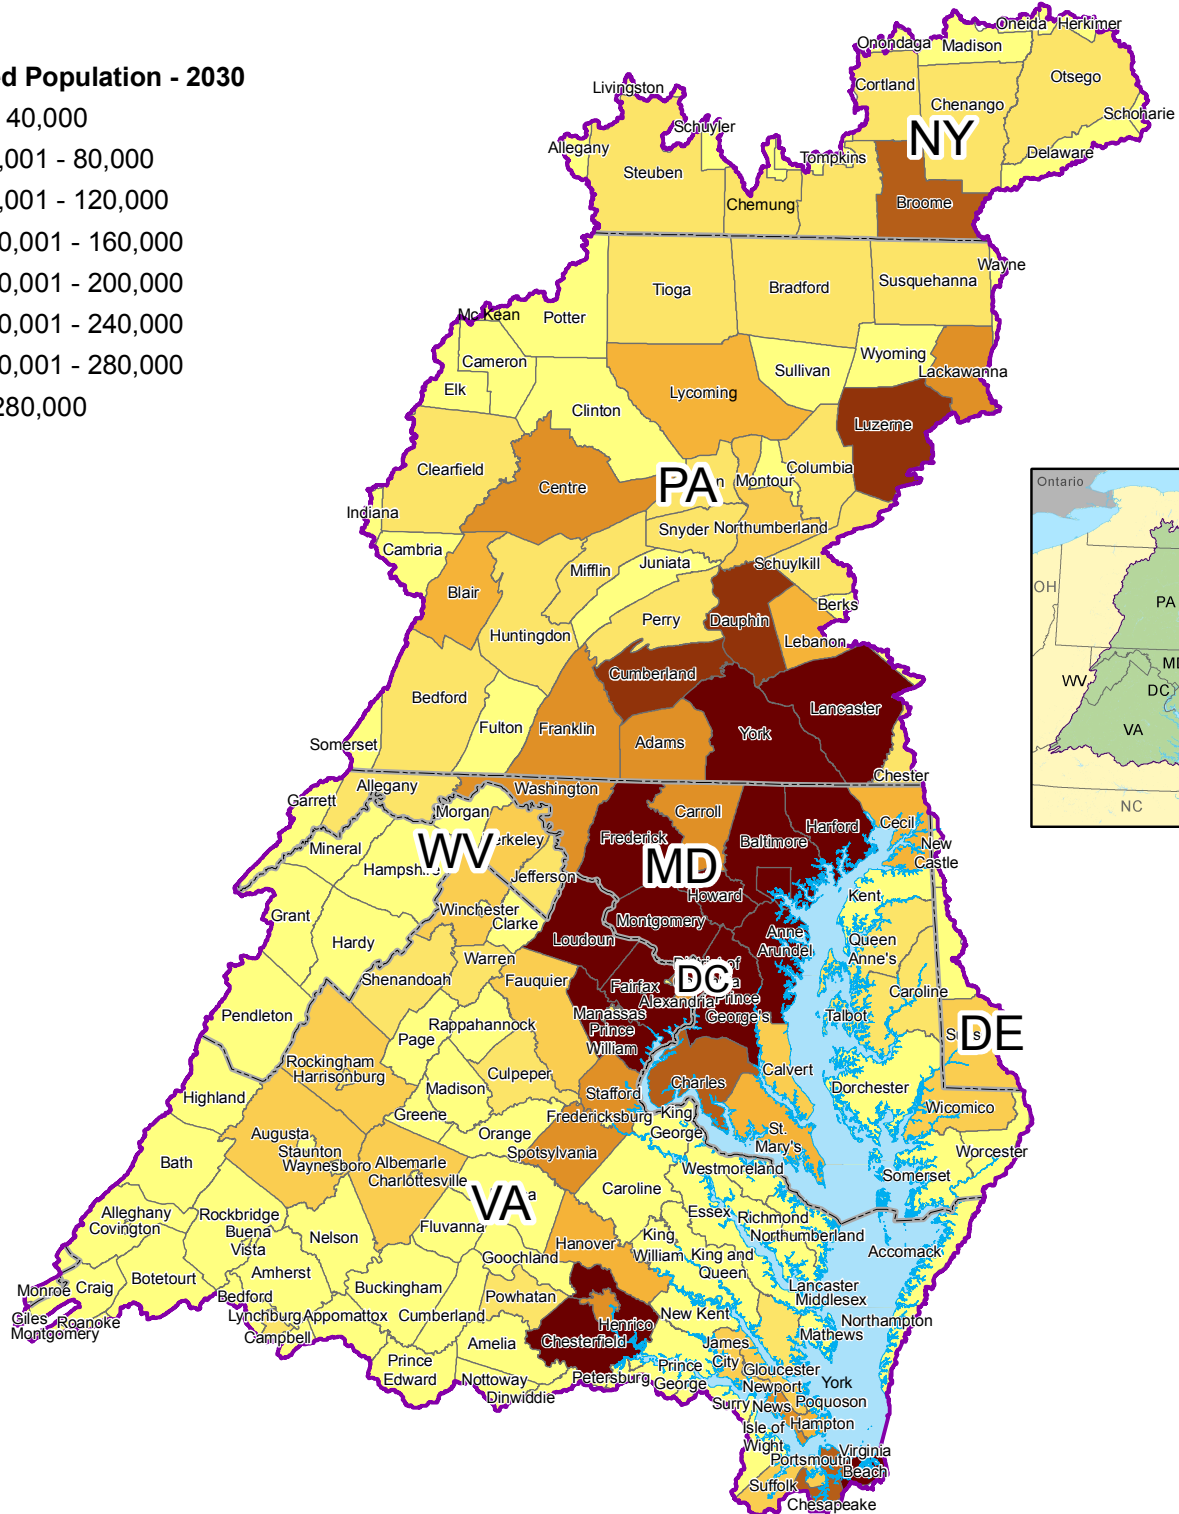 d Population - 2030
40,000
,001 - 80,000
,001 - 120,000
0,001 - 160,000
0,001 - 200,000
0,001 - 240,000
0,001 - 280,000
280,000
Oneida
Herkimer
Onondaga
Madison
Otsego
Livingston
Cortland
Chenango
Schoharie
Schuyler
NY
Allegany
Tompkins
Delaware
Steuben
Chemung
Broome
Wayne
Tioga
Bradford
Susquehanna
Mc Kean
Potter
Cameron
Wyoming
Sullivan
Lackawanna
Elk
Lycoming
Clinton
Luzerne
Clearfield
Columbia
Centre
PA
n
Montour
Indiana
Snyder
Northumberland
Cambria
Juniata
Schuylkill
Mifflin
Blair
Berks
Perry
Dauphin
Huntingdon
Lebanon
Cumberland
Bedford
Lancaster
Fulton
Franklin
York
Adams
Somerset
Chester
Allegany
Washington
Garrett
Morgan
Carroll
Cecil
Harford
Mineral
WV
erkeley
Frederick
Baltimore
New
Castle
MD
Hampshire
Jefferson
Howard
Kent
Grant
Winchester
Clarke
Montgomery
Hardy
Loudoun
Anne
Arundel
Queen
Anne's
Warren
District of
Shenandoah
Fauquier
Fairfax
DC
a
Caroline
Alexandria
Prince
George's
Pendleton
Manassas
Prince
William
Talbot
Rappahannock
Page
S
s
DE
Rockingham
Harrisonburg
Culpeper
Calvert
Charles
Madison
Dorchester
Highland
Stafford
Greene
Fredericksburg
King
George
Wicomico
Augusta
Orange
St.
Mary's
Staunton
Waynesboro
Spotsylvania
Worcester
Bath
Albemarle
Charlottesville
Westmoreland
Somerset
Caroline
VA
a
Alleghany
Covington
Rockbridge
Buena
Vista
Essex
Richmond
Northumberland
Fluvanna
Nelson
King
William
Hanover
Accomack
King and
Queen
Goochland
Amherst
Botetourt
Craig
Monroe
Buckingham
Powhatan
Lancaster
Middlesex
Bedford
Giles
Montgomery
Roanoke
Lynchburg
Appomattox
Cumberland
New Kent
Northampton
Campbell
Henrico
Chesterfield
Amelia
Mathews
James
City
Prince
Edward
Gloucester
Prince
George
Nottoway
Petersburg
Newport
News
York
Dinwiddie
Surry
Poquoson
Isle of
Wight
Hampton
Portsmouth
Virginia
Beach
Suffolk
Chesapeake
Ontario
OH
PA
MD
WV
DC
VA
NC